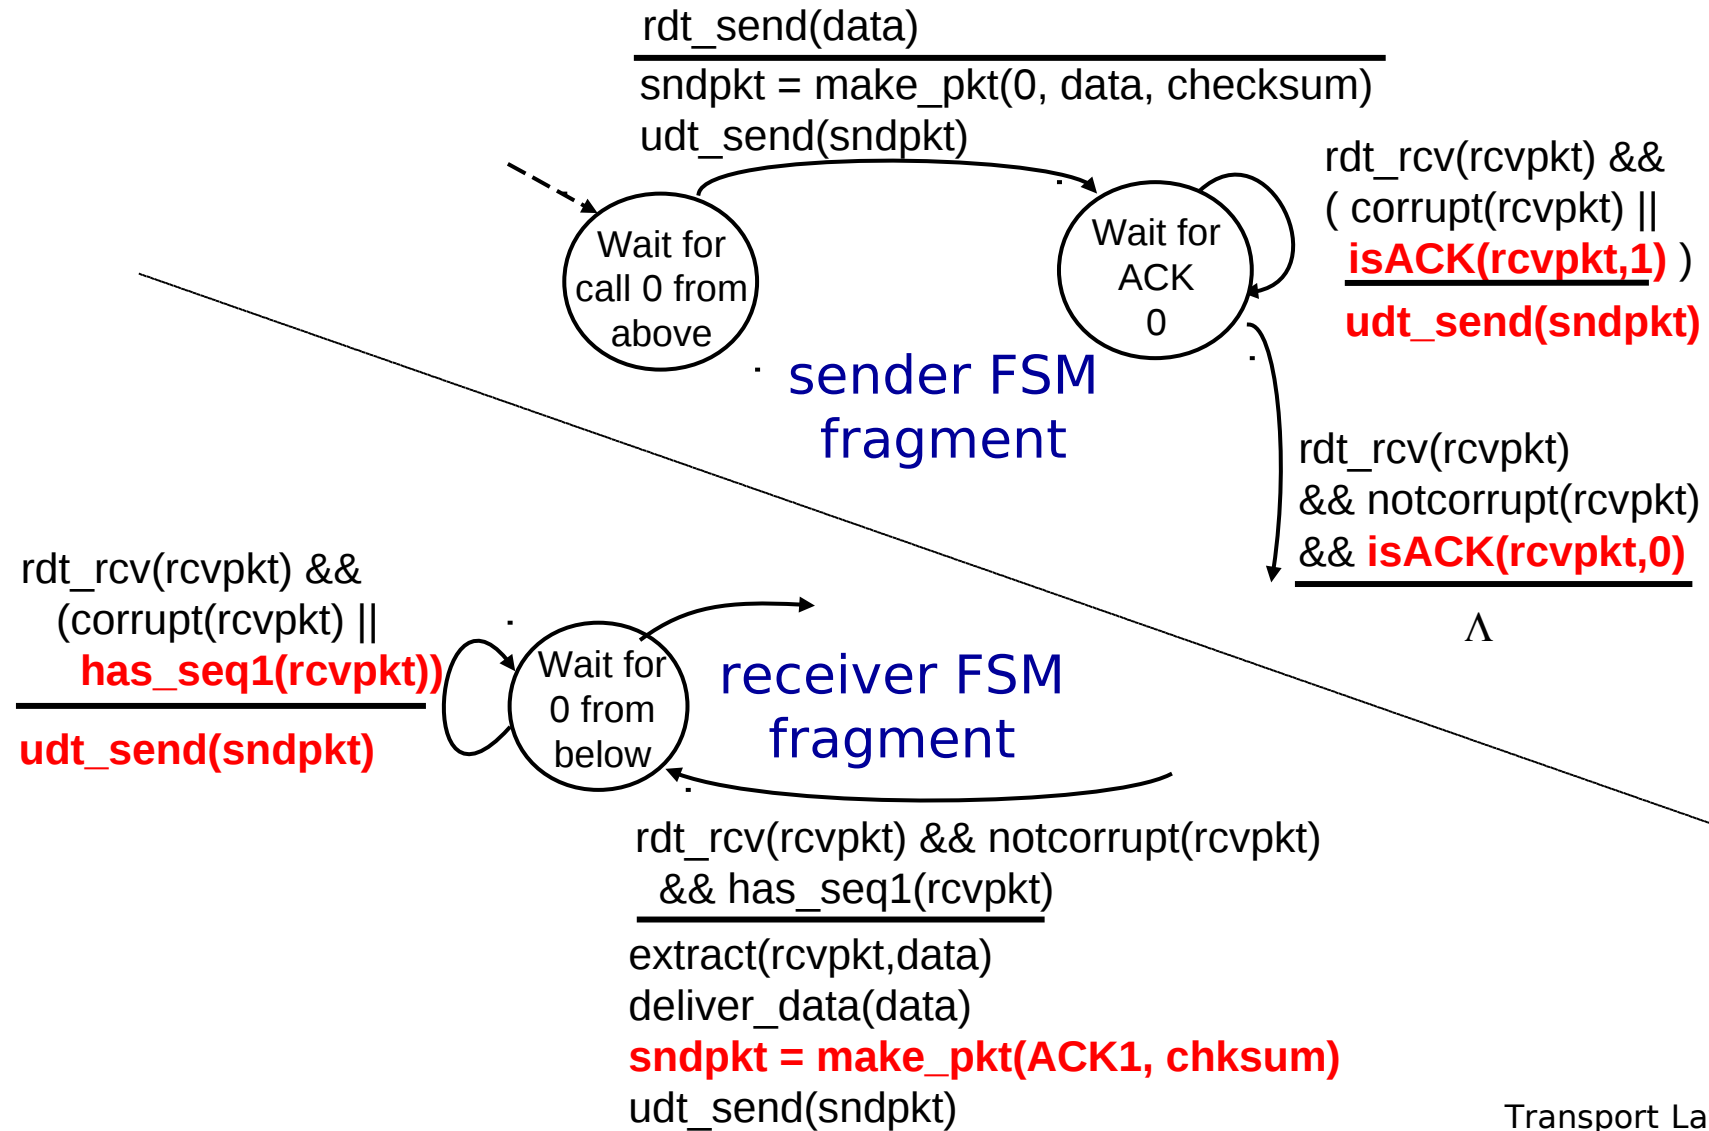 rdt_send(data)
sndpkt = make_pkt(0, data, checksum)
udt_send(sndpkt)
rdt_rcv(rcvpkt) &&
( corrupt(rcvpkt) ||
isACK(rcvpkt,1) )
udt_send(sndpkt)
Wait for
call 0 from
above
Wait for
ACK
0
sender FSM
fragment
rdt_rcv(rcvpkt)
&& notcorrupt(rcvpkt)
&& isACK(rcvpkt,0)
Λ
rdt_rcv(rcvpkt) &&
(corrupt(rcvpkt) ||
has_seq1(rcvpkt))
udt_send(sndpkt)
Wait for
0 from
below
receiver FSM
fragment
rdt_rcv(rcvpkt) && notcorrupt(rcvpkt)
&& has_seq1(rcvpkt)
extract(rcvpkt,data)
deliver_data(data)
sndpkt = make_pkt(ACK1, chksum)
udt_send(sndpkt)
Transport La